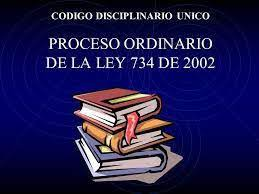 CODIGO DISCIPLINARIO UNICO
PROCESO ORDINARIO
DE LA LEY 734 DE 2002